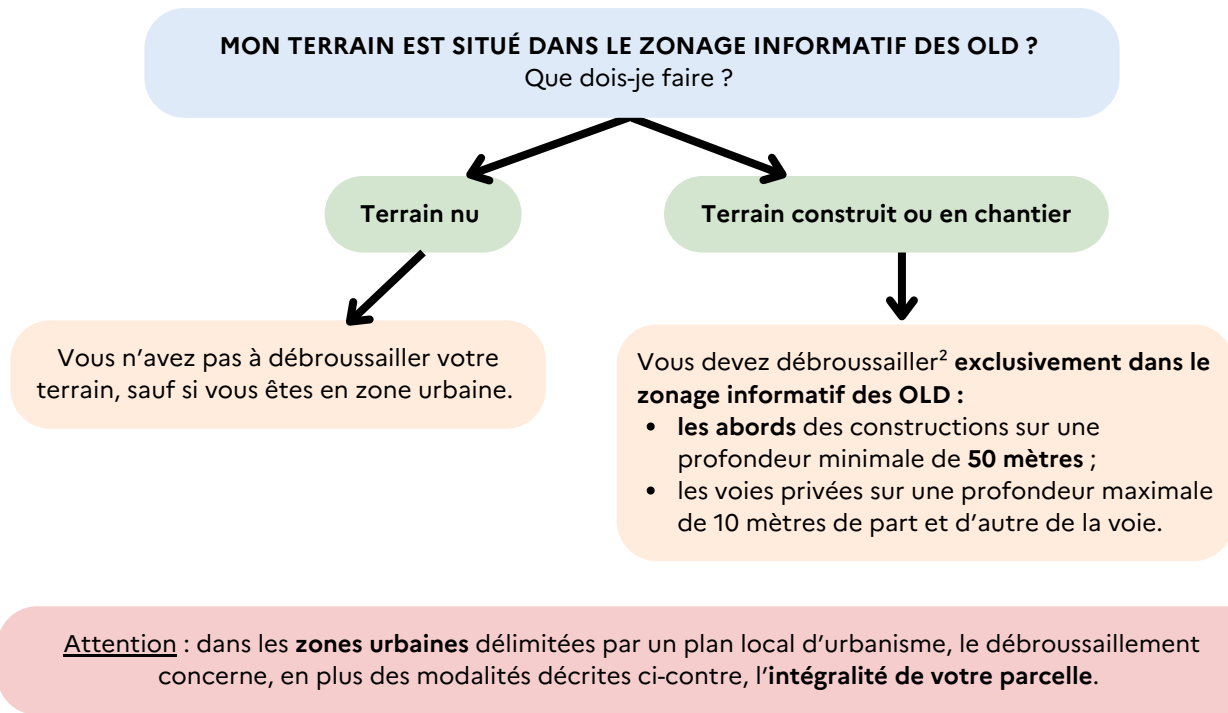 MON TERRAIN EST SITUÉ DANS LE ZONAGE INFORMATIF DES OLD ?
Que dois-je faire ?
Terrain nu
Terrain construit ou en chantier
Vous n’avez pas à débroussailler votre
terrain, sauf si vous êtes en zone urbaine.
Vous devez débroussailler² exclusivement dans le
zonage informatif des OLD :
• les abords des constructions sur une
profondeur minimale de 50 mètres ;
• les voies privées sur une profondeur maximale
de 10 mètres de part et d’autre de la voie.
Attention : dans les zones urbaines délimitées par un plan local d’urbanisme, le débroussaillement
concerne, en plus des modalités décrites ci-contre, l’intégralité de votre parcelle.